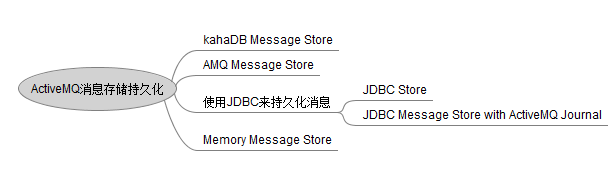 kahaDB Message Store
AMQ Message Store
ActiveMQ消息存储持久化
使用JDBC来持久化消息
JDBC Store
JDBC Message Store with ActiveMQ Journal
Memory Message Store